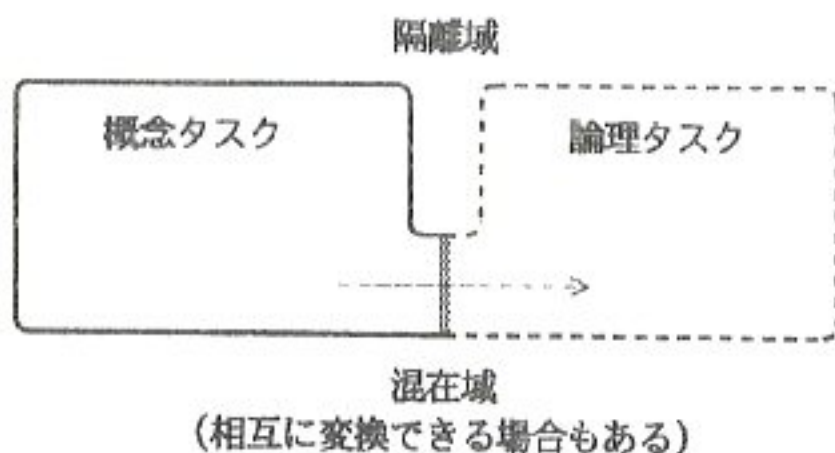 隔離域
概念タスク
論理タスク
混在域
（相互に変換できる場合もある）